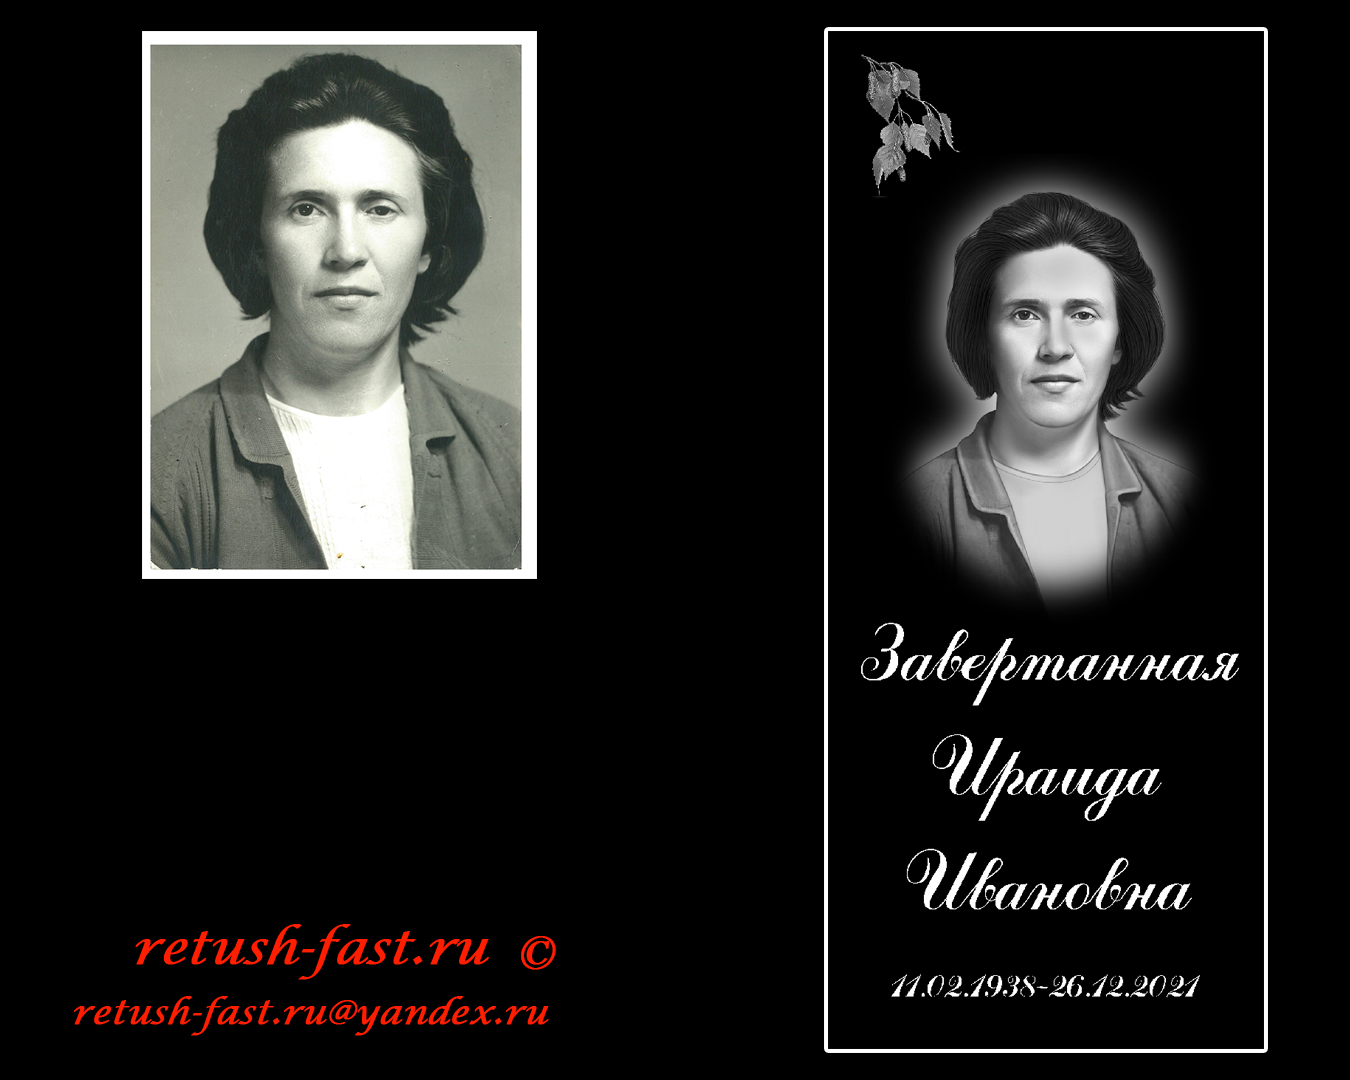 Завертанная
Ираида
Ивановна
11.02.1938-26.12.2021
retush-fast.ru ©
retush-fast.ru@yandex.ru